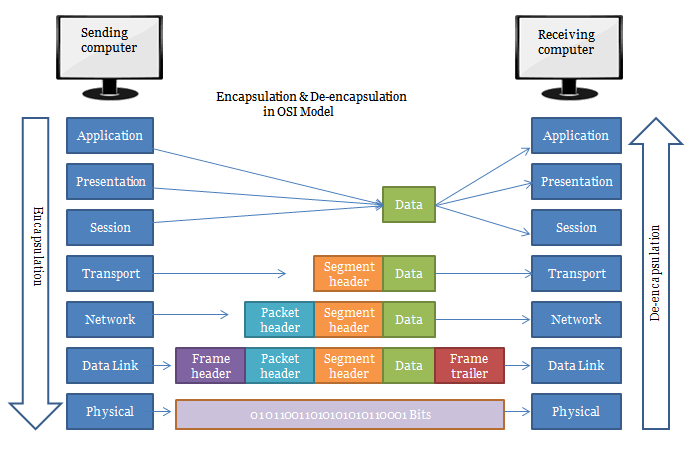 Sending
computer
Receiving
computer
Encapsulation & De-encapsulation
in OSI Model
Encapsulation
De-encapsulation
Application
Application
Presentation
Presentation
Data
Session
Session
Transport
Segment
header
Data
Transport
Network
Packet
header
Segment
header
Data
Network
Data Link
Frame
header
Packet
header
Segment
header
Data
Frame
trailer
Data Link
Physical
010110011010101010110001 Bits
Physical